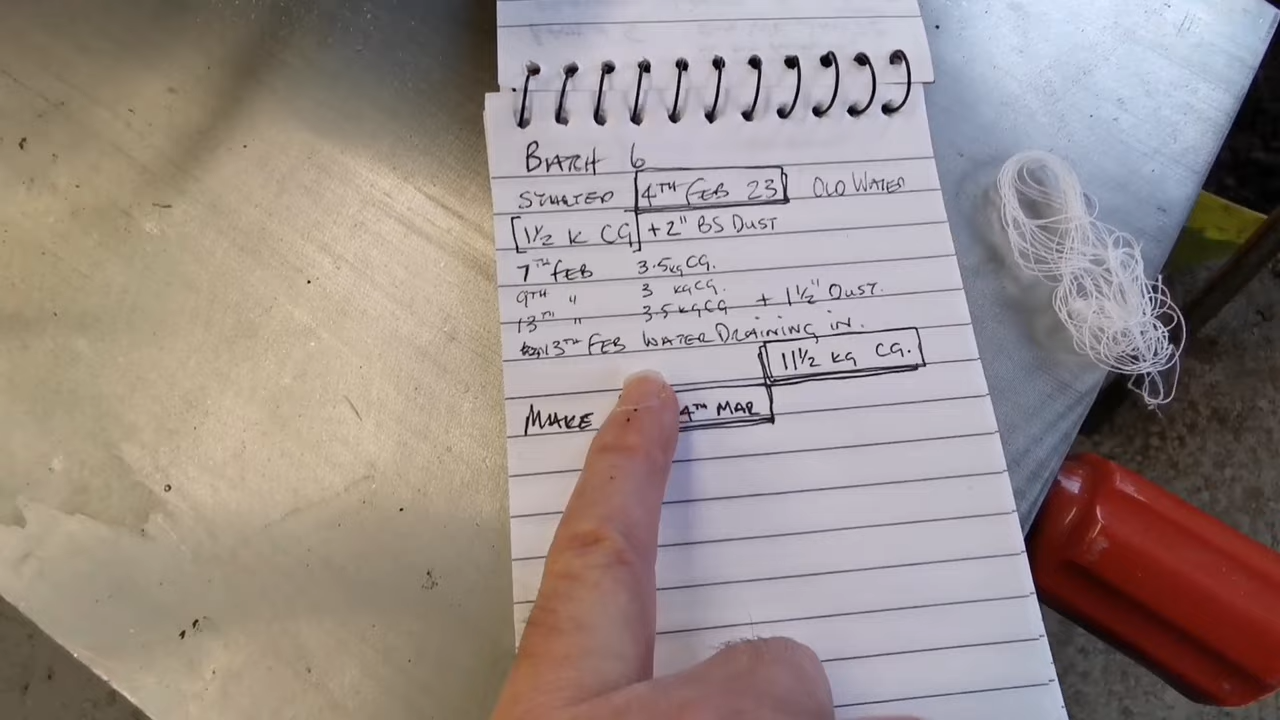 BATCH 6
STARTED 4TH FEB 23 OLD WATER
1½ K CG + 2" BS DUST
7TH FEB 3.5kg CG.
9TH " 3 kg CG.
13TH " 3.5 kg CG + 1½" DUST.
13TH FEB WATER DRAINING IN.
11½ KG CG.
MAKE 4TH MAR